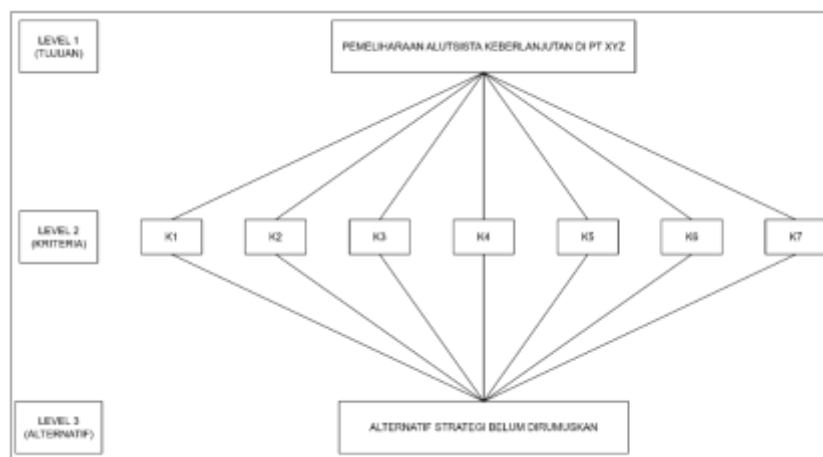 LEVEL 1
(TUJUAN)
PEMELIHARAAN ALUTSISTA KEBERLANJUTAN DI PT XYZ
LEVEL 2
(KRITERIA)
K1
K2
K3
K4
K5
K6
K7
LEVEL 3
(ALTERNATIF)
ALTERNATIF STRATEGI BELUM DIRUMUSKAN